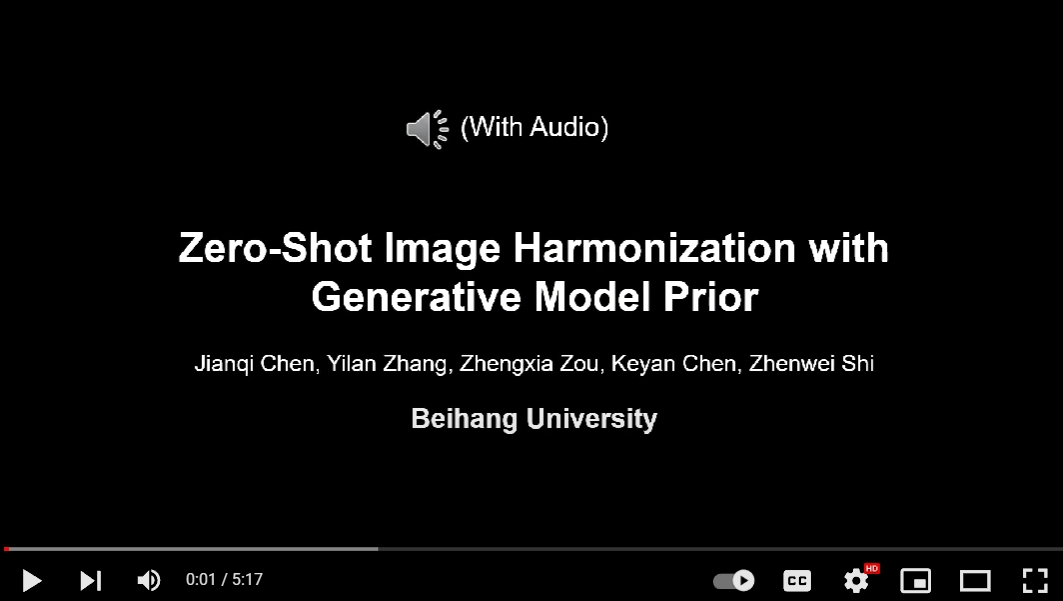 (With Audio)
Zero-Shot Image Harmonization with
Generative Model Prior
Jianqi Chen, Yilan Zhang, Zhengxia Zou, Keyan Chen, Zhenwei Shi
Beihang University
0:01 / 5:17
CC
HD